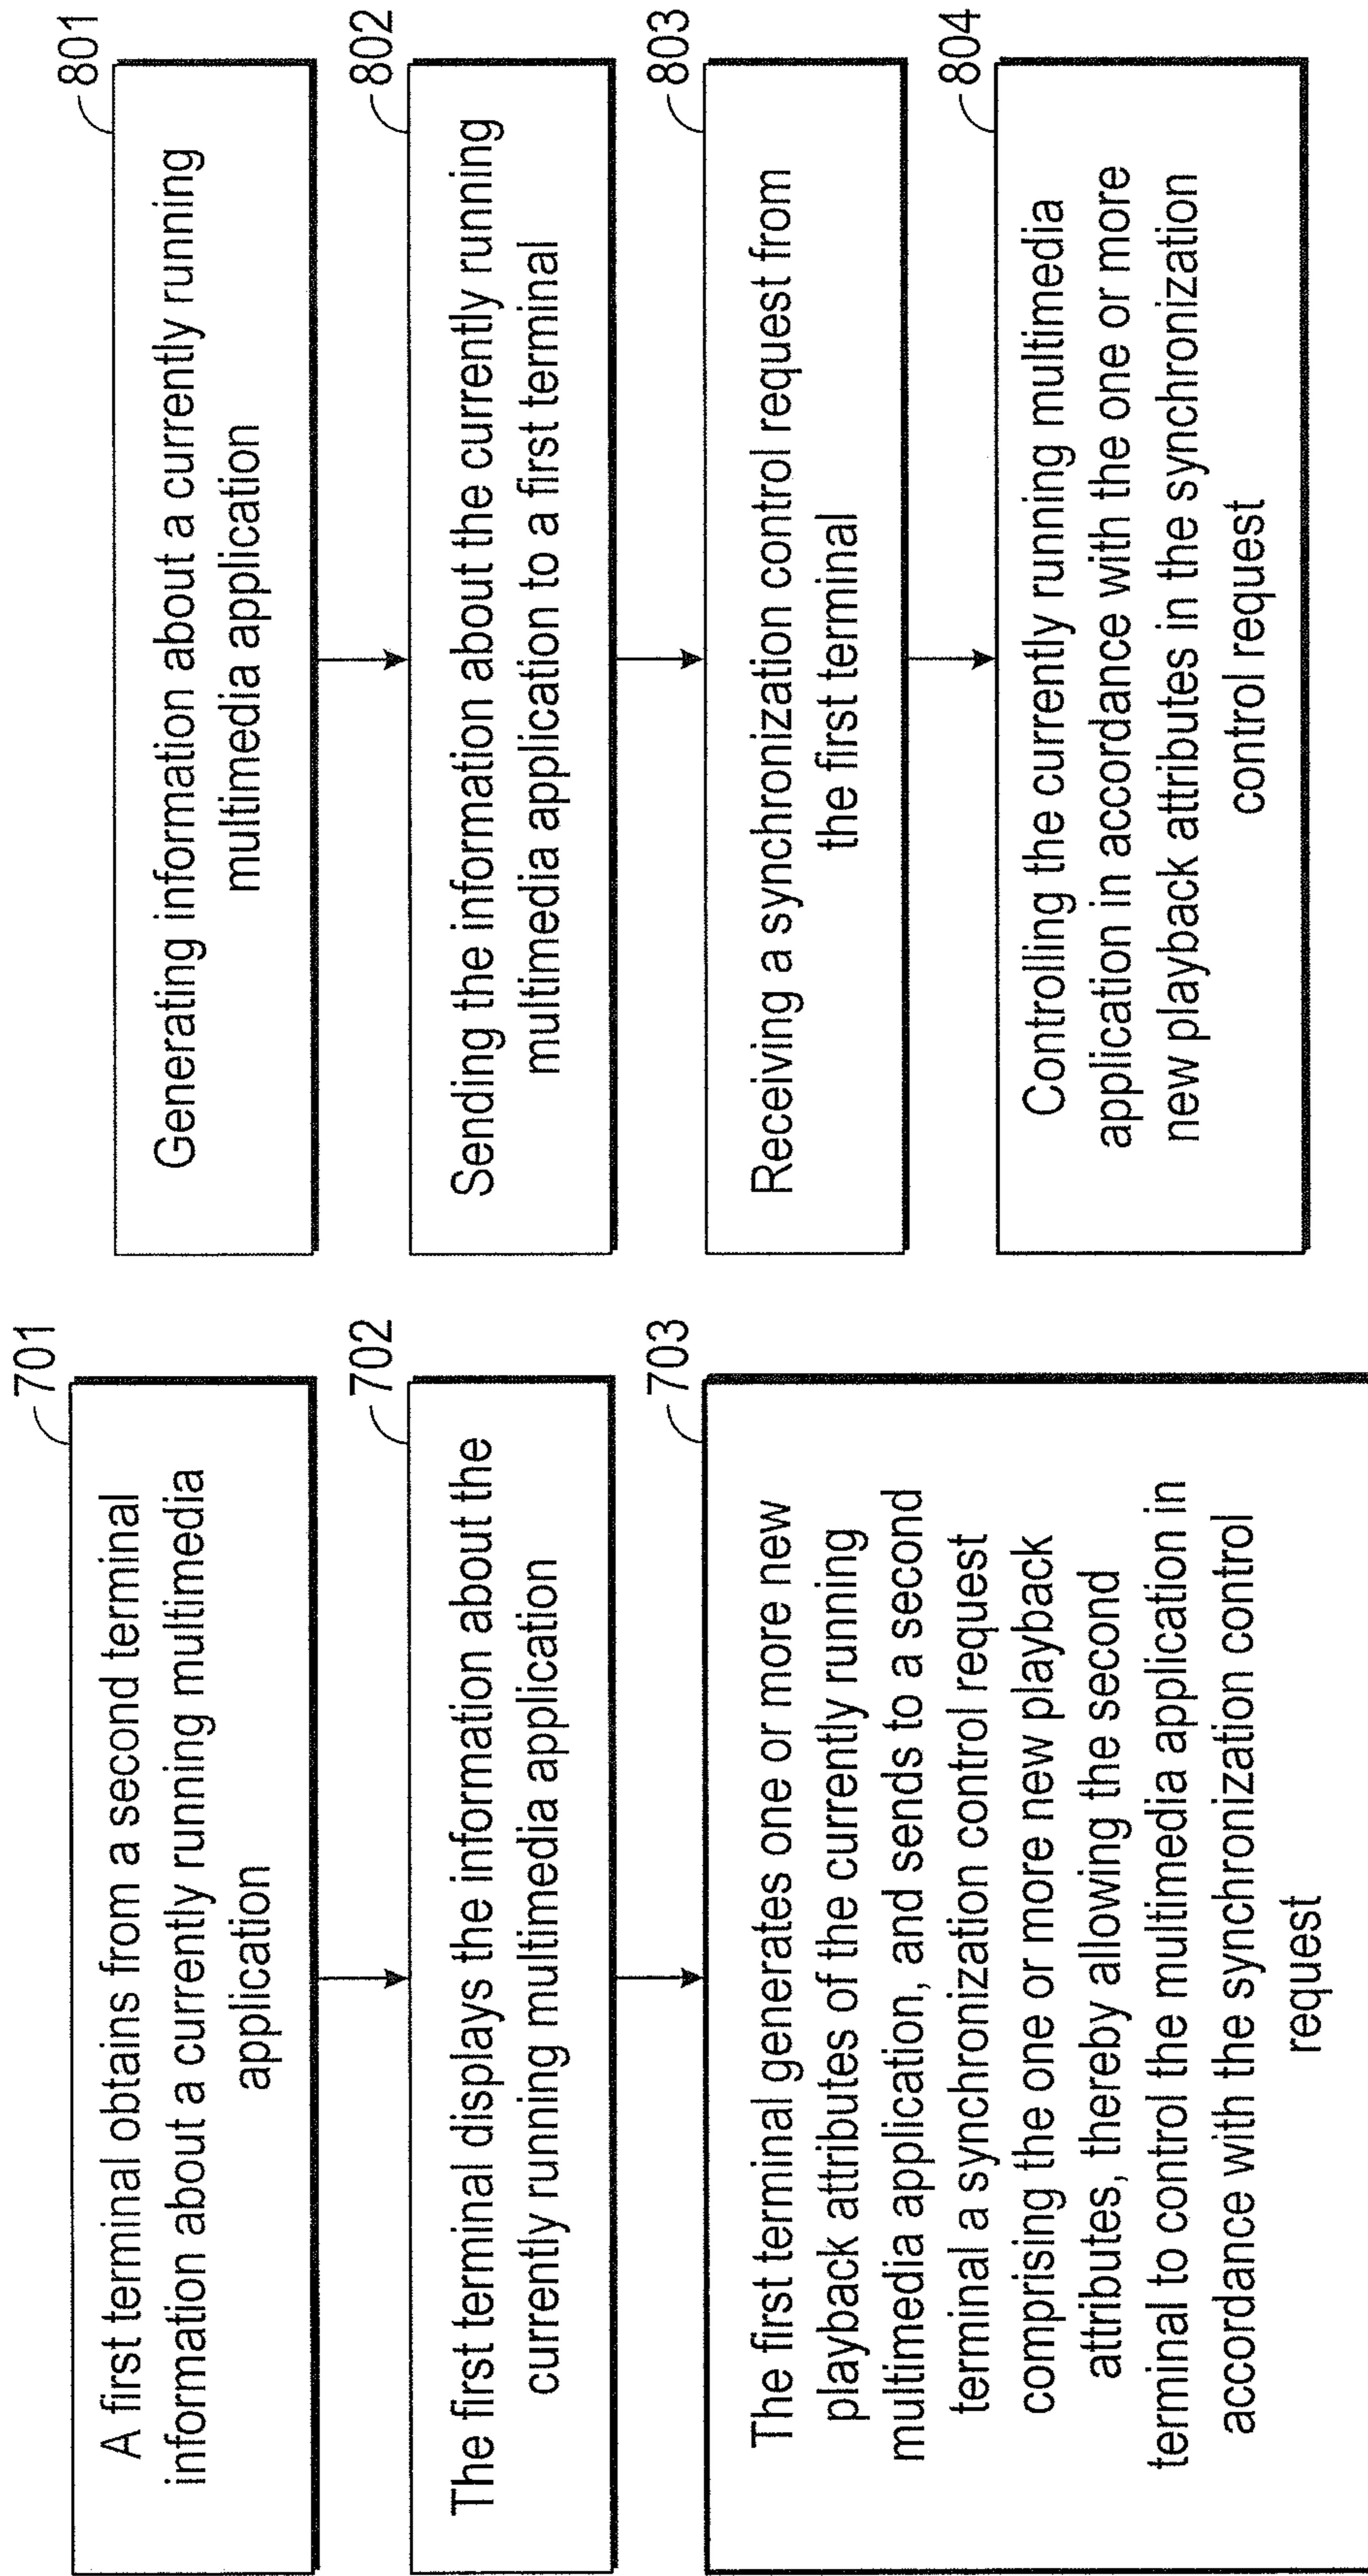 701
A first terminal obtains from a second terminal
information about a currently running multimedia
application
702
The first terminal displays the information about the
currently running multimedia application
703
The first terminal generates one or more new
playback attributes of the currently running
multimedia application, and sends to a second
terminal a synchronization control request
comprising the one or more new playback
attributes, thereby allowing the second
terminal to control the multimedia application in
accordance with the synchronization control
request
801
Generating information about a currently running
multimedia application
802
Sending the information about the currently running
multimedia application to a first terminal
803
Receiving a synchronization control request from
the first terminal
804
Controlling the currently running multimedia
application in accordance with the one or more
new playback attributes in the synchronization
control request